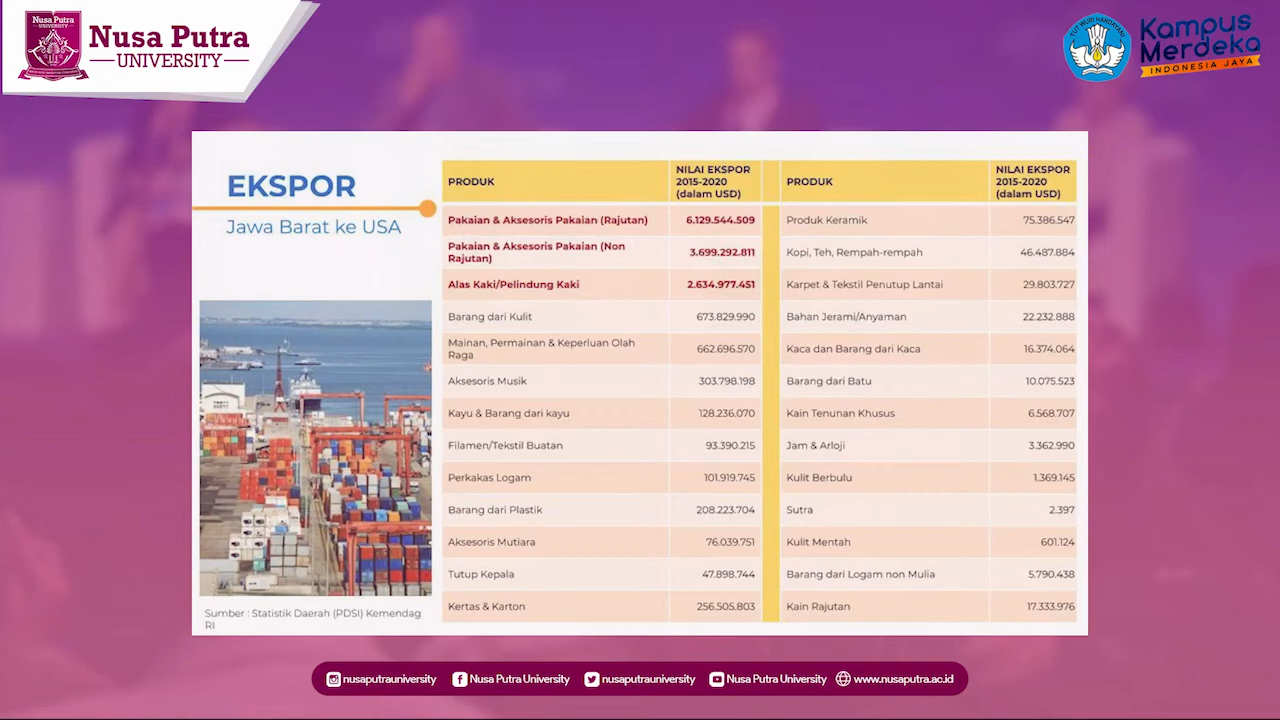 Nusa Putra
UNIVERSITY
Nusa Putra
UNIVERSITY
TUT WURI HANDAYANI
Kampus
Merdeka
INDONESIA JAYA
EKSPOR
Jawa Barat ke USA
PRODUK
NILAI EKSPOR
2015-2020
(dalam USD)
PRODUK
NILAI EKSPOR
2015-2020
(dalam USD)
Pakaian & Aksesoris Pakaian (Rajutan) 6.129.544.509 Produk Keramik 75.386.547
Pakaian & Aksesoris Pakaian (Non
Rajutan) 3.699.292.811 Kopi, Teh, Rempah-rempah 46.487.884
Alas Kaki/Pelindung Kaki 2.634.977.451 Karpet & Tekstil Penutup Lantai 29.803.727
Barang dari Kulit 673.829.990 Bahan Jerami/Anyaman 22.232.888
Mainan, Permainan & Keperluan Olah
Raga 662.696.570 Kaca dan Barang dari Kaca 16.374.064
Aksesoris Musik 303.798.198 Barang dari Batu 10.075.523
Kayu & Barang dari kayu 128.236.070 Kain Tenunan Khusus 6.568.707
Filamen/Tekstil Buatan 93.390.215 Jam & Arloji 3.362.990
Perkakas Logam 101.919.745 Kulit Berbulu 1.369.145
Barang dari Plastik 208.223.704 Sutra 2.397
Aksesoris Mutiara 76.039.751 Kulit Mentah 601.124
Tutup Kepala 47.898.744 Barang dari Logam non Mulia 5.790.438
Kertas & Karton 256.505.803 Kain Rajutan 17.333.976
Sumber : Statistik Daerah (PDSI) Kemendag
RI
nusaputrauniversity Nusa Putra University nusaputrauniversity Nusa Putra University www.nusaputra.ac.id